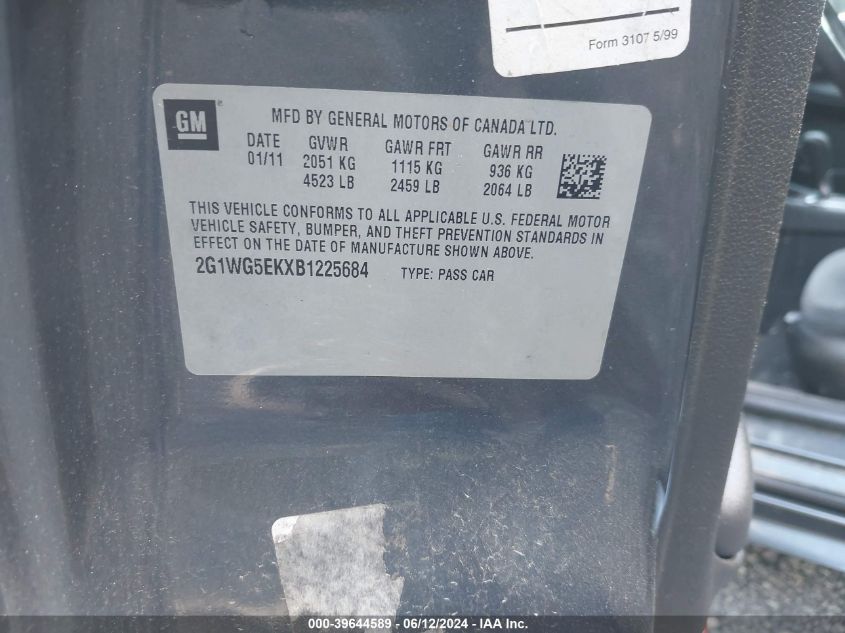 Form 3107 5/99
GM
MFD BY GENERAL MOTORS OF CANADA LTD.
DATE GVWR GAWR FRT GAWR RR
01/11 2051 KG 1115 KG 936 KG
4523 LB 2459 LB 2064 LB
THIS VEHICLE CONFORMS TO ALL APPLICABLE U.S. FEDERAL MOTOR
VEHICLE SAFETY, BUMPER, AND THEFT PREVENTION STANDARDS IN
EFFECT ON THE DATE OF MANUFACTURE SHOWN ABOVE.
2G1WG5EKXB1225684 TYPE: PASS CAR
000-39644589 - 06/12/2024 - IAA Inc.